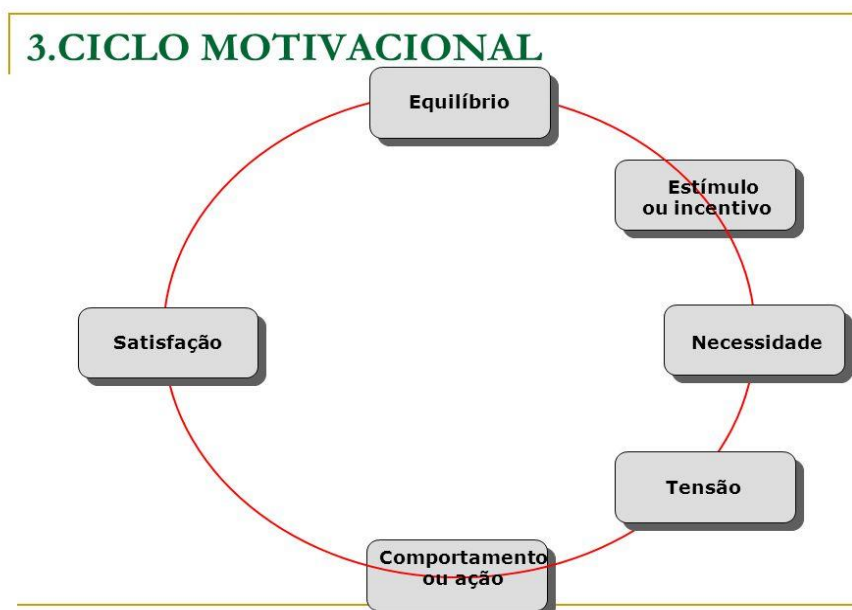 3.CICLO MOTIVACIONAL
Equilíbrio
Estímulo
ou incentivo
Necessidade
Tensão
Comportamento
ou ação
Satisfação